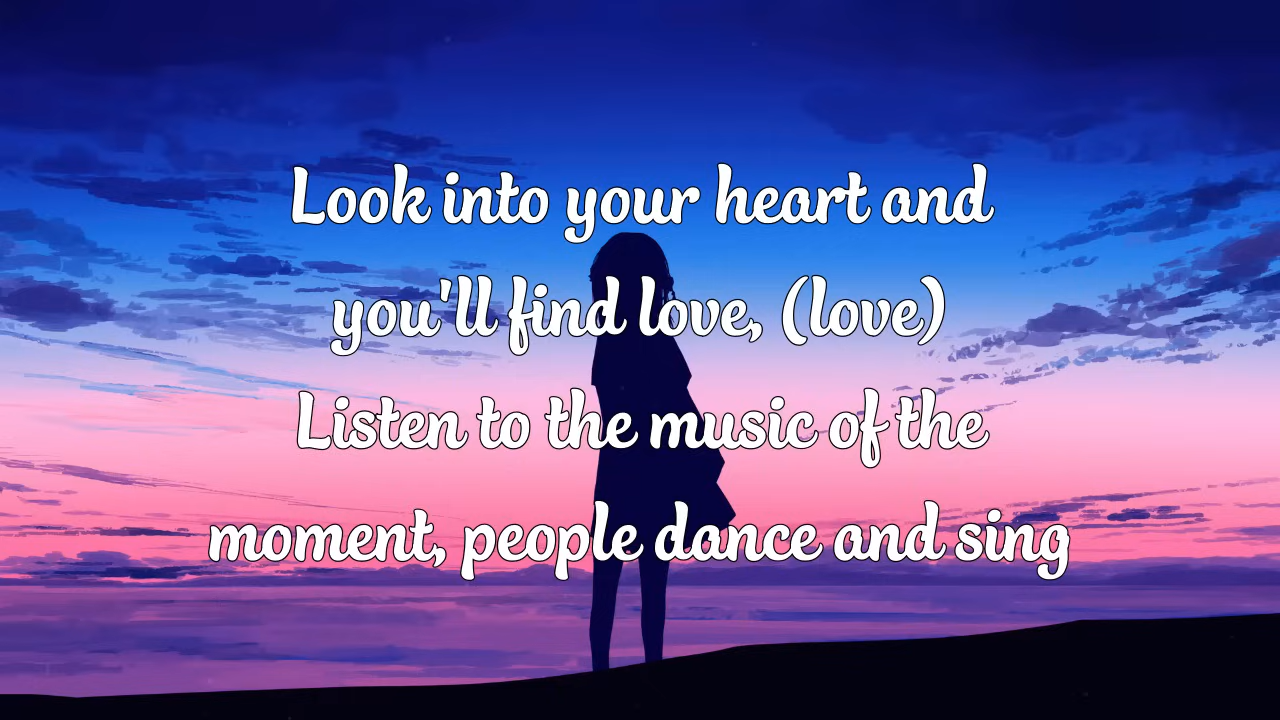 Look into your heart and
you'll find love, (love)
Listen to the music of the
moment, people dance and sing